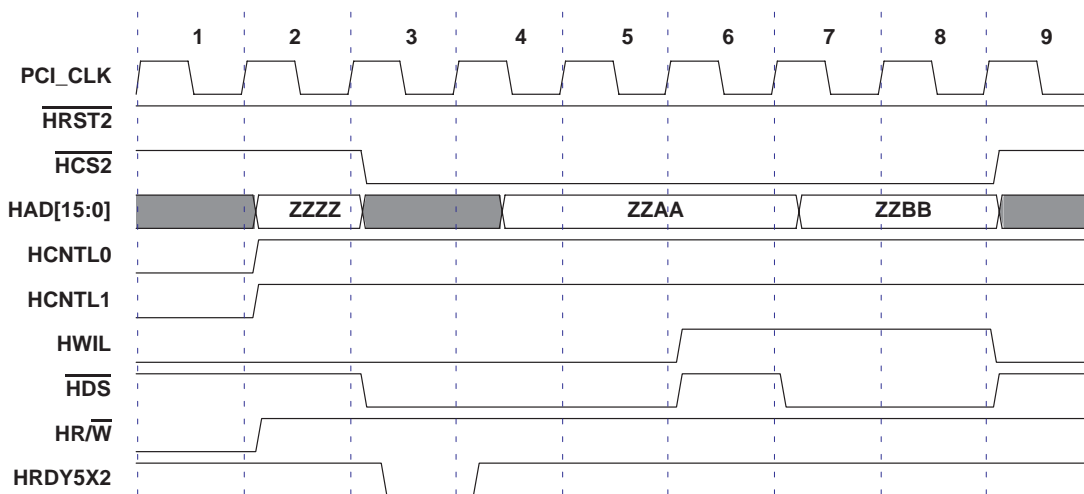 1 2 3 4 5 6 7 8 9
PCI_CLK
HRST2
HCS2
HAD[15:0] ZZZZ ZZAA ZZBB
HCNTL0
HCNTL1
HWIL
HDS
HR/W
HRDY5X2